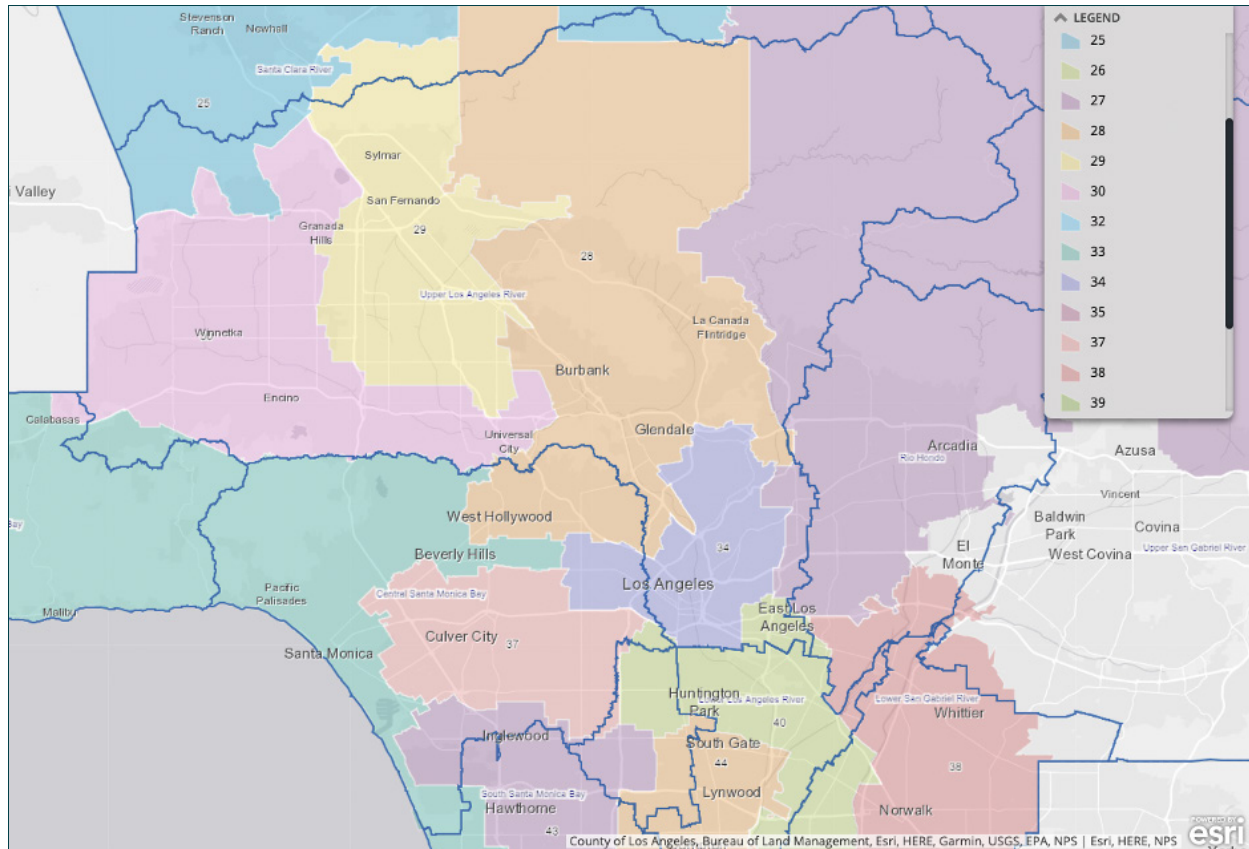 Stevenson
Ranch
Newhall
Santa Clara River
25
i Valley
Sylmar
San Fernando
29
Granada
Hills
28
Upper Los Angeles River
La Canada
Flintridge
Winnetka
Burbank
Encino
Calabasas
Universal
City
Glendale
Arcadia
Rio Hondo
Azusa
Vincent
Baldwin
Park
Covina
West Covina
Upper San Gabriel River
El
Monte
West Hollywood
Beverly Hills
34
Los Angeles
Bay
Pacific
Palisades
Malibu
Central Santa Monica Bay
East Los
Angeles
Culver City
37
Santa Monica
Huntington
Park
Lower Los Angeles River
40
Lower San Gabriel River
Whittier
Inglewood
South Gate
44
38
Lynwood
South Santa Monica Bay
Hawthorne
43
Norwalk
LEGEND
25
26
27
28
29
30
32
33
34
35
37
38
39
County of Los Angeles, Bureau of Land Management, Esri, HERE, Garmin, USGS, EPA, NPS | Esri, HERE, NPS
POWERED BY
esri